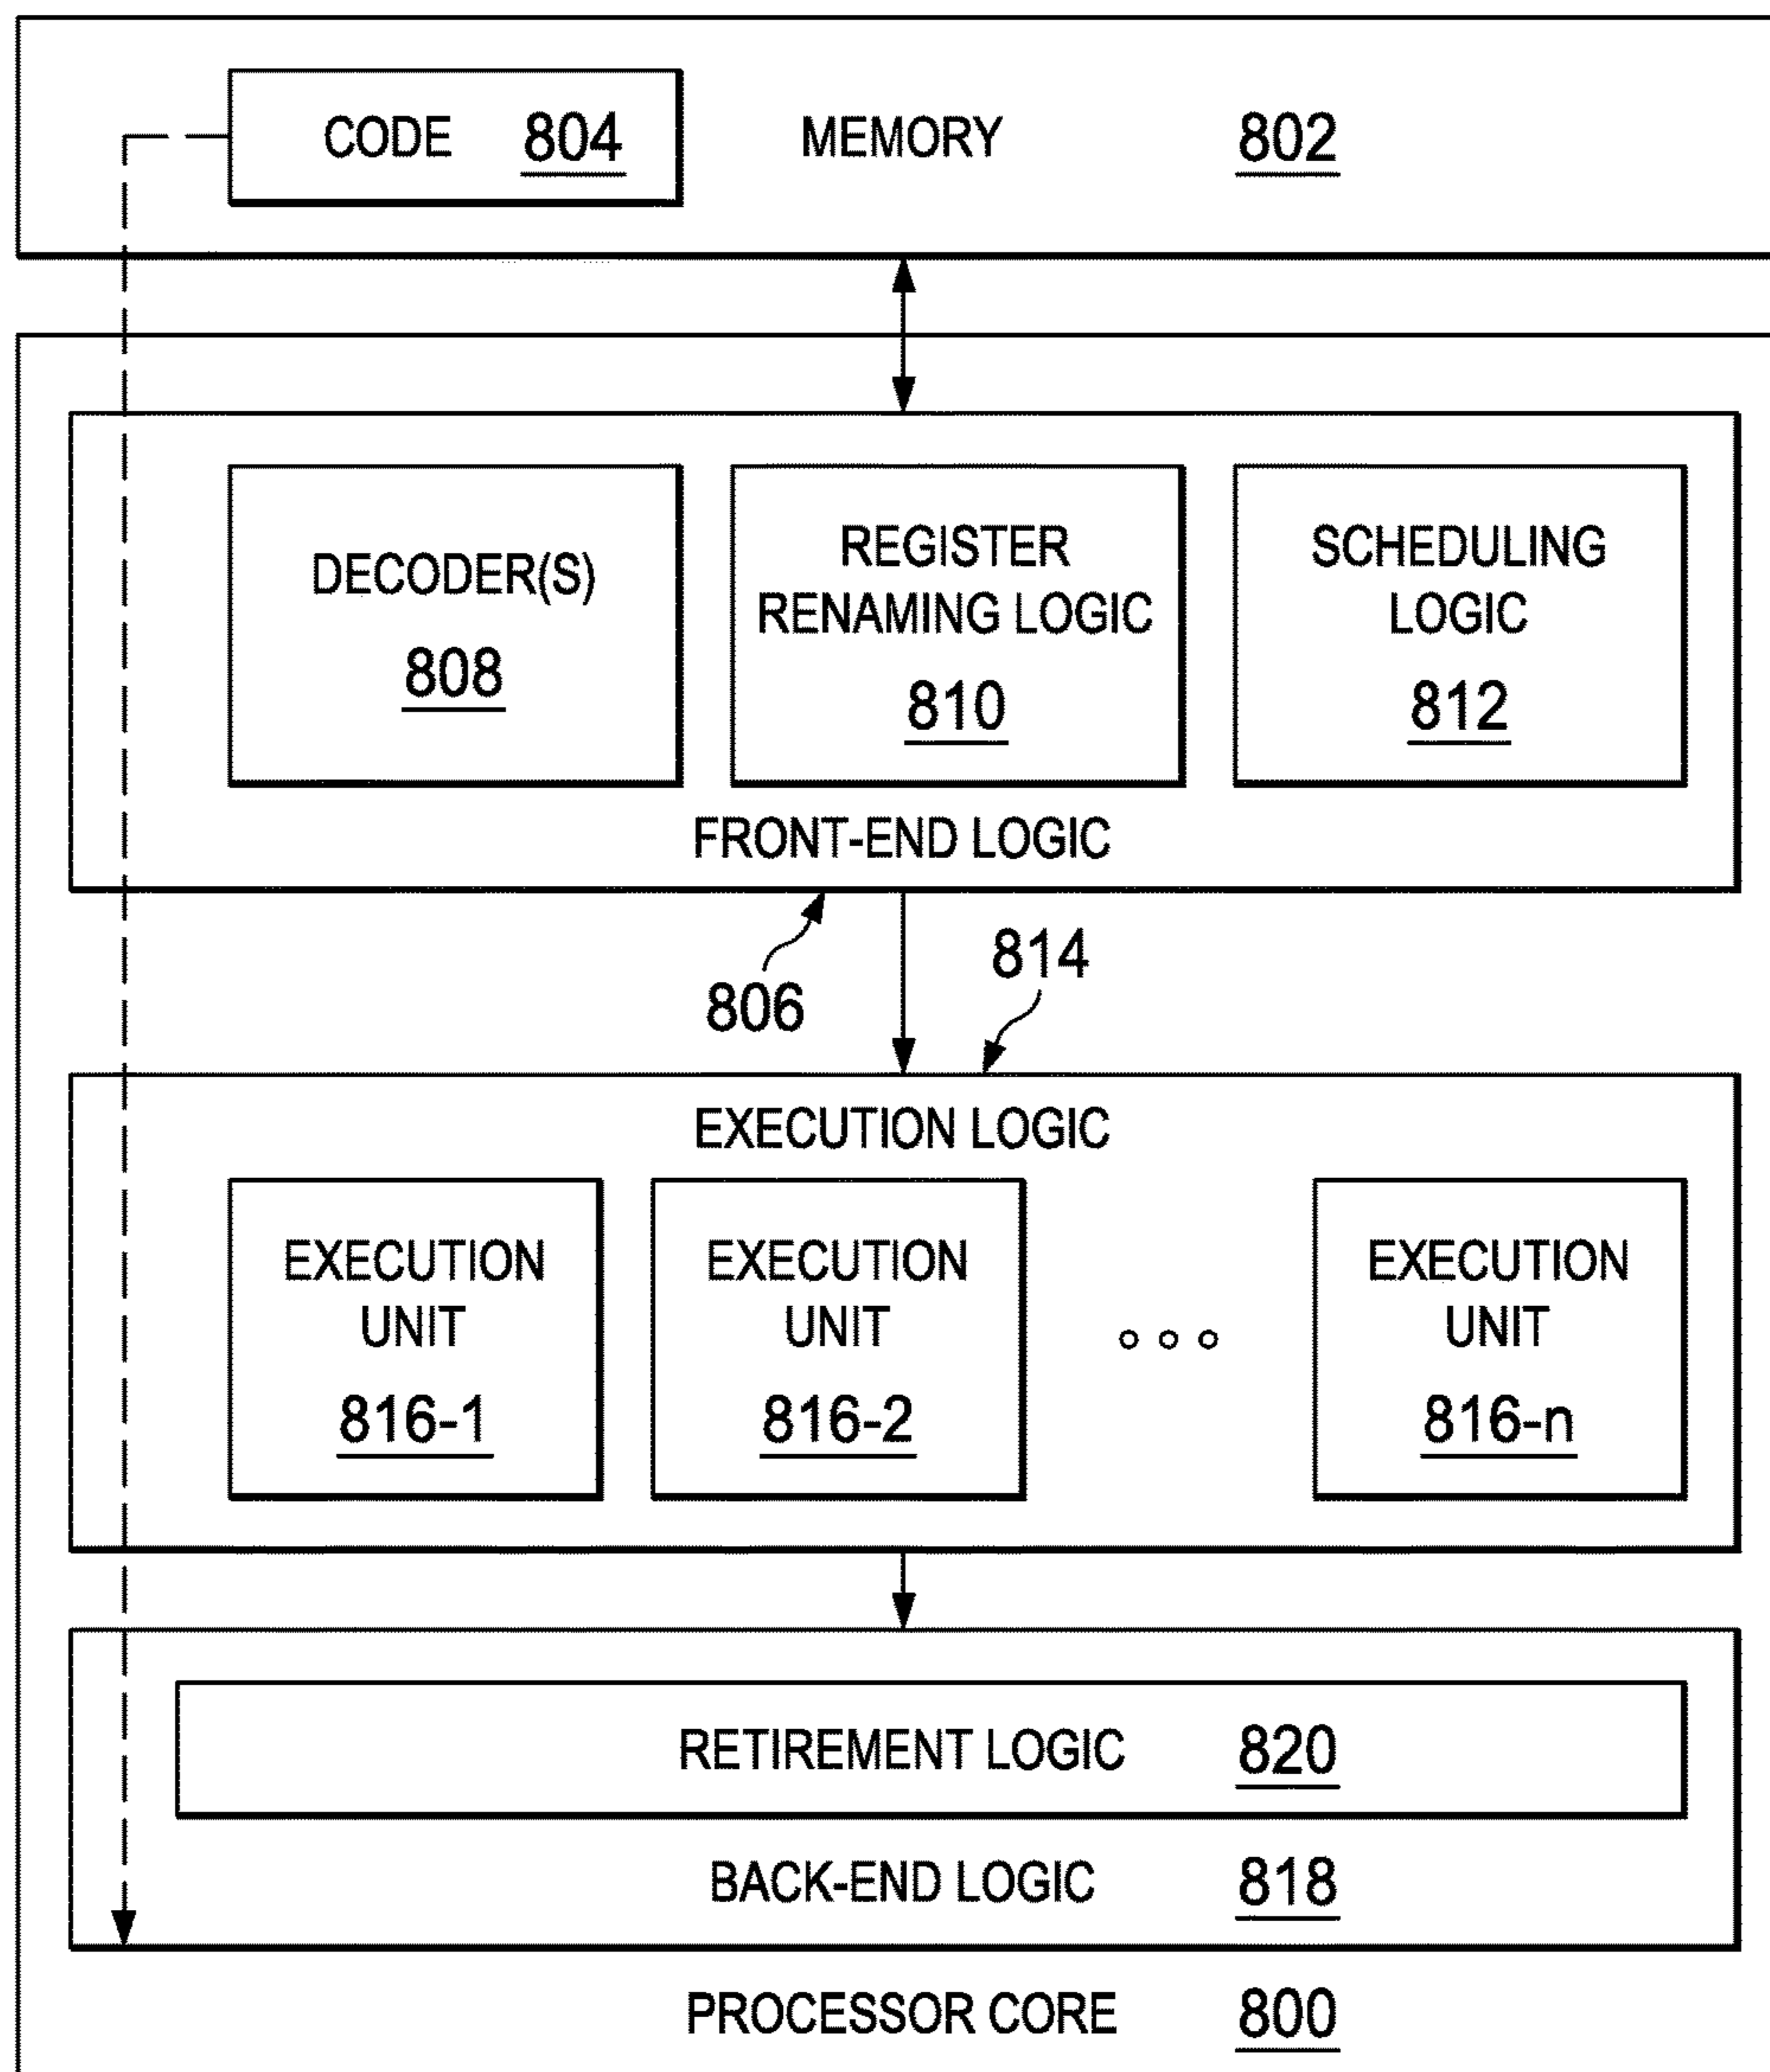 CODE 804 MEMORY 802
DECODER(S)
808
REGISTER
RENAMING LOGIC
810
SCHEDULING
LOGIC
812
FRONT-END LOGIC
806
814
EXECUTION LOGIC
EXECUTION
UNIT
816-1
EXECUTION
UNIT
816-2
EXECUTION
UNIT
816-n
RETIREMENT LOGIC 820
BACK-END LOGIC 818
PROCESSOR CORE 800